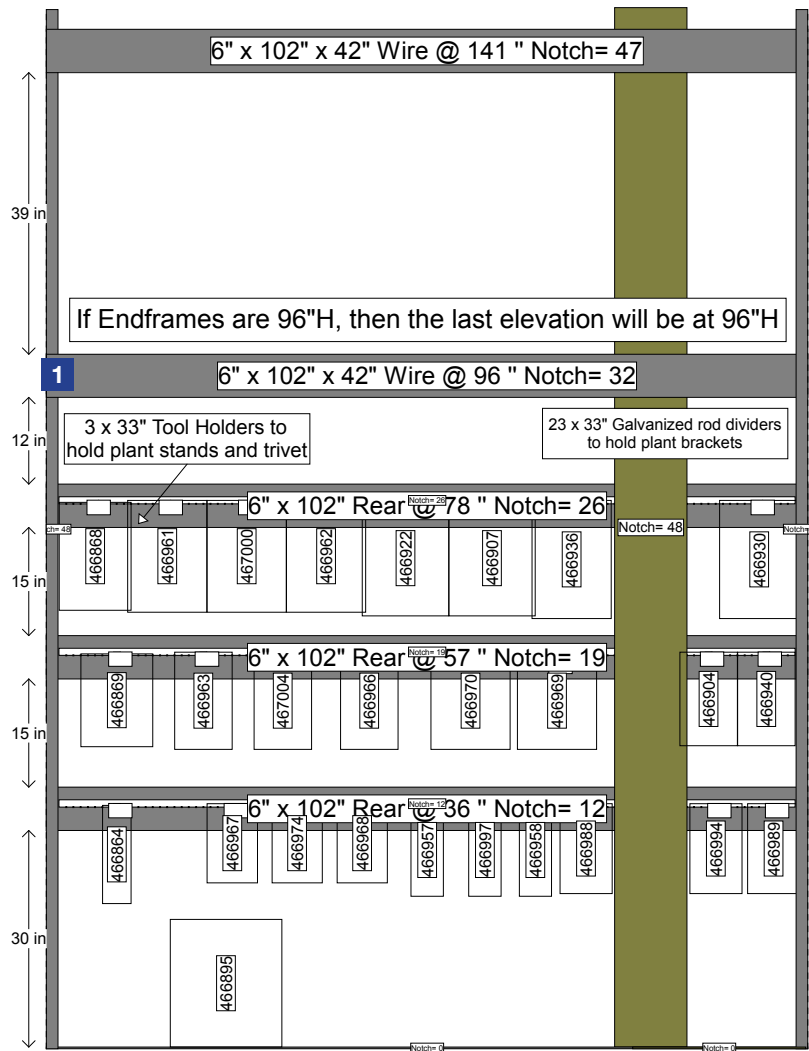 6" x 102" x 42" Wire @ 141 " Notch= 47
39 in
If Endframes are 96"H, then the last elevation will be at 96"H
1
6" x 102" x 42" Wire @ 96 " Notch= 32
12 in
3 x 33" Tool Holders to
hold plant stands and trivet
23 x 33" Galvanized rod dividers
to hold plant brackets
6" x 102" Rear @ 78 " Notch= 26
Notch= 26
tch= 48
Notch= 48
Notch=
15 in
466868
466961
467000
466962
466922
466907
466936
466930
6" x 102" Rear @ 57 " Notch= 19
Notch= 19
15 in
466869
466963
467004
466966
466970
466969
466904
466940
6" x 102" Rear @ 36 " Notch= 12
Notch= 12
30 in
466864
466967
466974
466968
466957
466997
466958
466988
466994
466989
466895
Notch= 0
Notch= 0